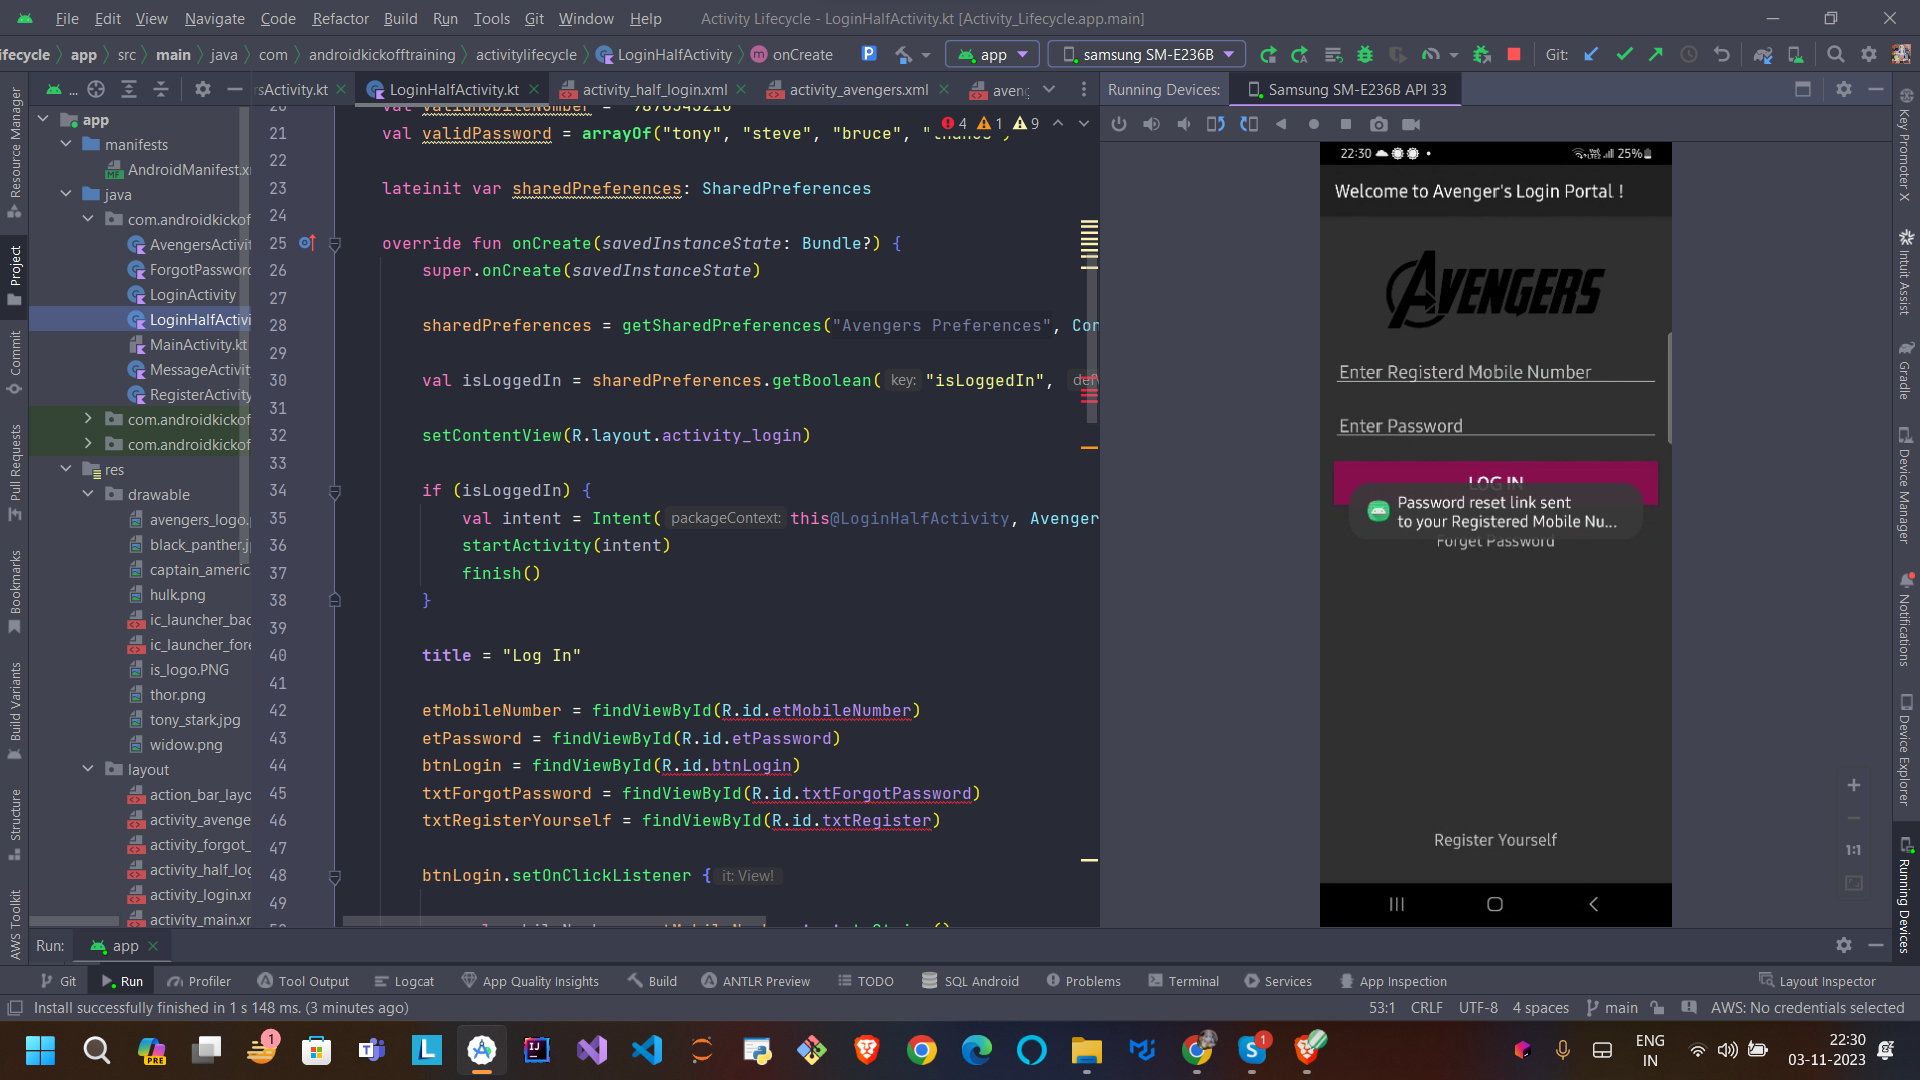 File Edit View Navigate Code Refactor Build Run Tools Git Window Help Activity Lifecycle - LoginHalfActivity.kt [Activity_Lifecycle.app.main]
ifecycle app src main java com androidkickofftraining activitylifecycle LoginHalfActivity onCreate app samsung SM-E236B Git:
... rsActivity.kt LoginHalfActivity.kt activity_half_login.xml activity_avengers.xml aveng
Running Devices: Samsung SM-E236B API 33
Resource Manager
Project
Commit
Pull Requests
Bookmarks
Build Variants
Structure
AWS Toolkit
app
manifests
AndroidManifest.x
java
com.androidkickof
AvengersActivit
ForgotPassword
LoginActivity
LoginHalfActivi
MainActivity.kt
MessageActivit
RegisterActivity
com.androidkickof
com.androidkickof
res
drawable
avengers_logo.
black_panther.j
captain_americ
hulk.png
ic_launcher_bac
ic_launcher_fore
is_logo.PNG
thor.png
tony_stark.jpg
widow.png
layout
action_bar_layo
activity_avenge
activity_forgot_
activity_half_log
activity_login.xm
activity_main.xm
4 1 9
21 val validPassword = arrayOf("tony", "steve", "bruce", "thanos")
22
23 lateinit var sharedPreferences: SharedPreferences
24
25 override fun onCreate(savedInstanceState: Bundle?) {
26 super.onCreate(savedInstanceState)
27
28 sharedPreferences = getSharedPreferences("Avengers Preferences", Con
29
30 val isLoggedIn = sharedPreferences.getBoolean( key: "isLoggedIn", def
31
32 setContentView(R.layout.activity_login)
33
34 if (isLoggedIn) {
35 val intent = Intent( packageContext: this@LoginHalfActivity, Avenger
36 startActivity(intent)
37 finish()
38 }
39
40 title = "Log In"
41
42 etMobileNumber = findViewById(R.id.etMobileNumber)
43 etPassword = findViewById(R.id.etPassword)
44 btnLogin = findViewById(R.id.btnLogin)
45 txtForgotPassword = findViewById(R.id.txtForgotPassword)
46 txtRegisterYourself = findViewById(R.id.txtRegister)
47
48 btnLogin.setOnClickListener { it: View!
49
22:30 25%
Welcome to Avenger's Login Portal !
AVENGERS
Enter Registerd Mobile Number
Enter Password
LOG IN
Password reset link sent
to your Registered Mobile Nu...
Forget Password
Register Yourself
1:1
Key Promoter X
Intuit Assist
Gradle
Device Manager
Notifications
Device Explorer
Running Devices
Run: app
Git Run Profiler Tool Output Logcat App Quality Insights Build ANTLR Preview TODO SQL Android Problems Terminal Services App Inspection Layout Inspector
Install successfully finished in 1 s 148 ms. (3 minutes ago) 53:1 CRLF UTF-8 4 spaces main AWS: No credentials selected
PRE 1 1 ENG IN 22:30
03-11-2023